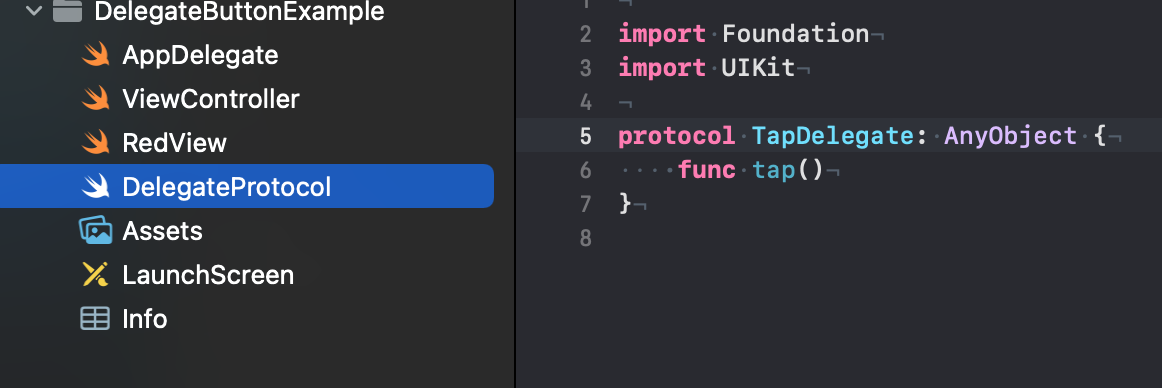 DelegateButtonExample
AppDelegate
ViewController
RedView
DelegateProtocol
Assets
LaunchScreen
Info
2 import Foundation
3 import UIKit
4
5 protocol TapDelegate: AnyObject {
6 func tap()
7 }
8